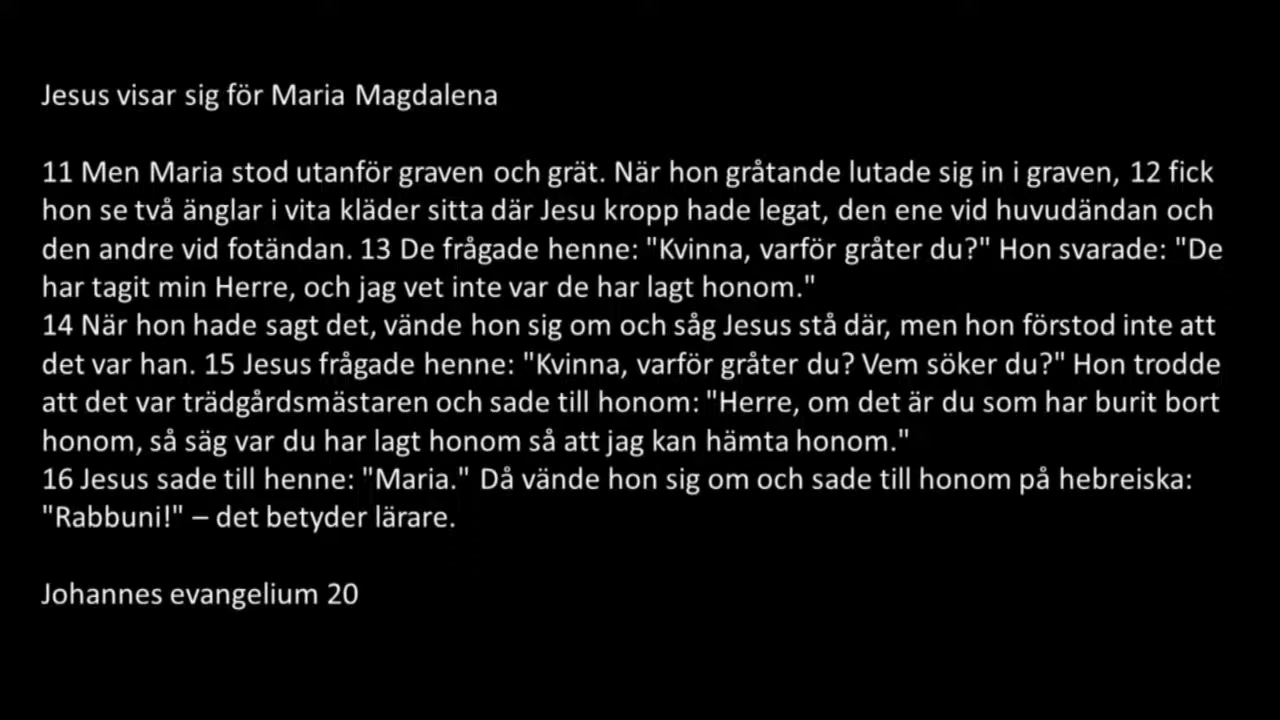 Jesus visar sig för Maria Magdalena
11 Men Maria stod utanför graven och grät. När hon gråtande lutade sig in i graven, 12 fick
hon se två änglar i vita kläder sitta där Jesu kropp hade legat, den ene vid huvudändan och
den andre vid fotändan. 13 De frågade henne: "Kvinna, varför gråter du?" Hon svarade: "De
har tagit min Herre, och jag vet inte var de har lagt honom."
14 När hon hade sagt det, vände hon sig om och såg Jesus stå där, men hon förstod inte att
det var han. 15 Jesus frågade henne: "Kvinna, varför gråter du? Vem söker du?" Hon trodde
att det var trädgårdsmästaren och sade till honom: "Herre, om det är du som har burit bort
honom, så säg var du har lagt honom så att jag kan hämta honom."
16 Jesus sade till henne: "Maria." Då vände hon sig om och sade till honom på hebreiska:
"Rabbuni!" – det betyder lärare.
Johannes evangelium 20